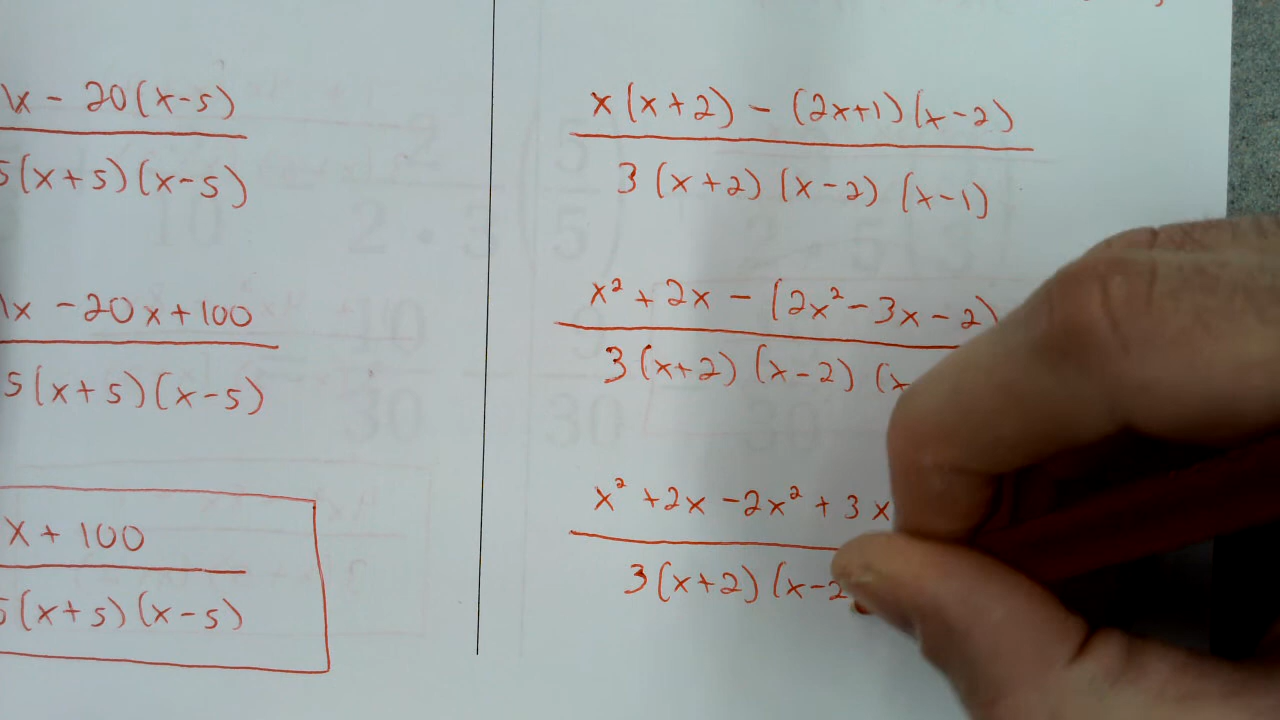 x - 20(x-5)
5(x+5)(x-5)
x - 20x+100
5(x+5)(x-5)
x + 100
5(x+5)(x-5)
x(x+2) - (2x+1)(x-2)
3(x+2)(x-2)(x-1)
x² + 2x - (2x²-3x-2)
3(x+2)(x-2)(x
x² +2x -2x² + 3x
3(x+2)(x-2